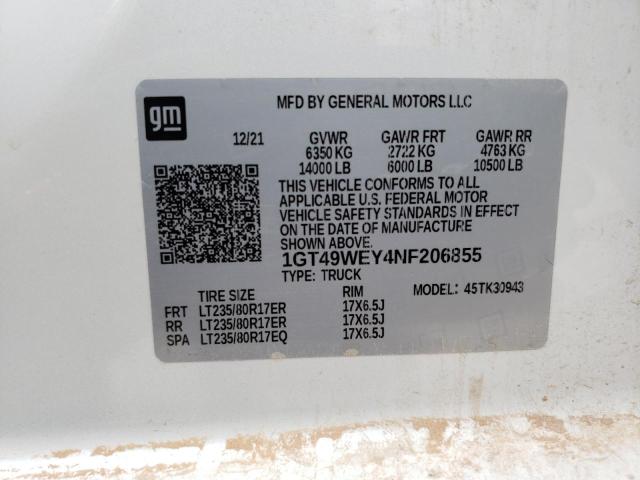 gm
MFD BY GENERAL MOTORS LLC
12/21 GVWR GAWR FRT GAWR RR
6350 KG 2722 KG 4763 KG
14000 LB 6000 LB 10500 LB
THIS VEHICLE CONFORMS TO ALL
APPLICABLE U.S. FEDERAL MOTOR
VEHICLE SAFETY STANDARDS IN EFFECT
ON THE DATE OF MANUFACTURE
SHOWN ABOVE.
1GT49WEY4NF206855
TYPE: TRUCK
TIRE SIZE RIM MODEL: 45TK30943
FRT LT235/80R17ER 17X6.5J
RR LT235/80R17ER 17X6.5J
SPA LT235/80R17EQ 17X6.5J